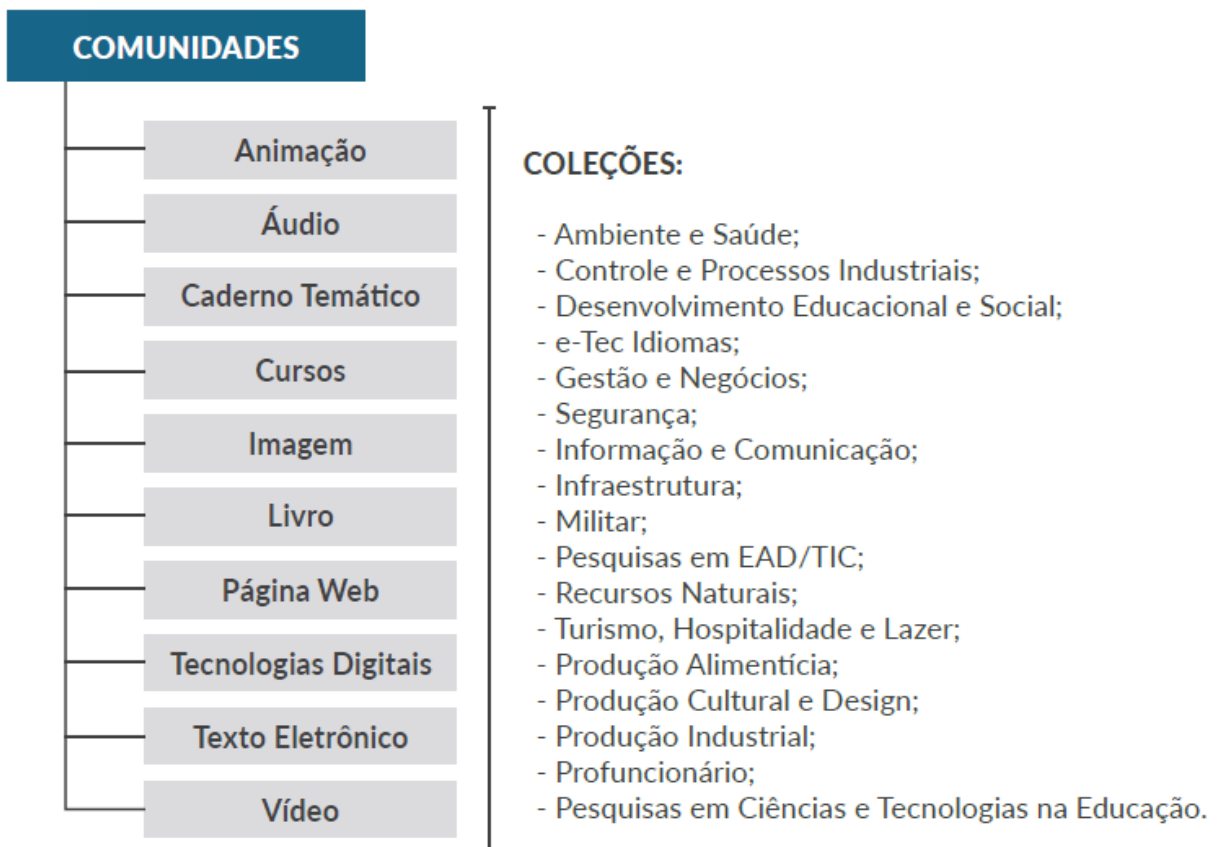 COMUNIDADES
Animação
Áudio
Caderno Temático
Cursos
Imagem
Livro
Página Web
Tecnologias Digitais
Texto Eletrônico
Vídeo
COLEÇÕES:
- Ambiente e Saúde;
- Controle e Processos Industriais;
- Desenvolvimento Educacional e Social;
- e-Tec Idiomas;
- Gestão e Negócios;
- Segurança;
- Informação e Comunicação;
- Infraestrutura;
- Militar;
- Pesquisas em EAD/TIC;
- Recursos Naturais;
- Turismo, Hospitalidade e Lazer;
- Produção Alimentícia;
- Produção Cultural e Design;
- Produção Industrial;
- Profuncionário;
- Pesquisas em Ciências e Tecnologias na Educação.